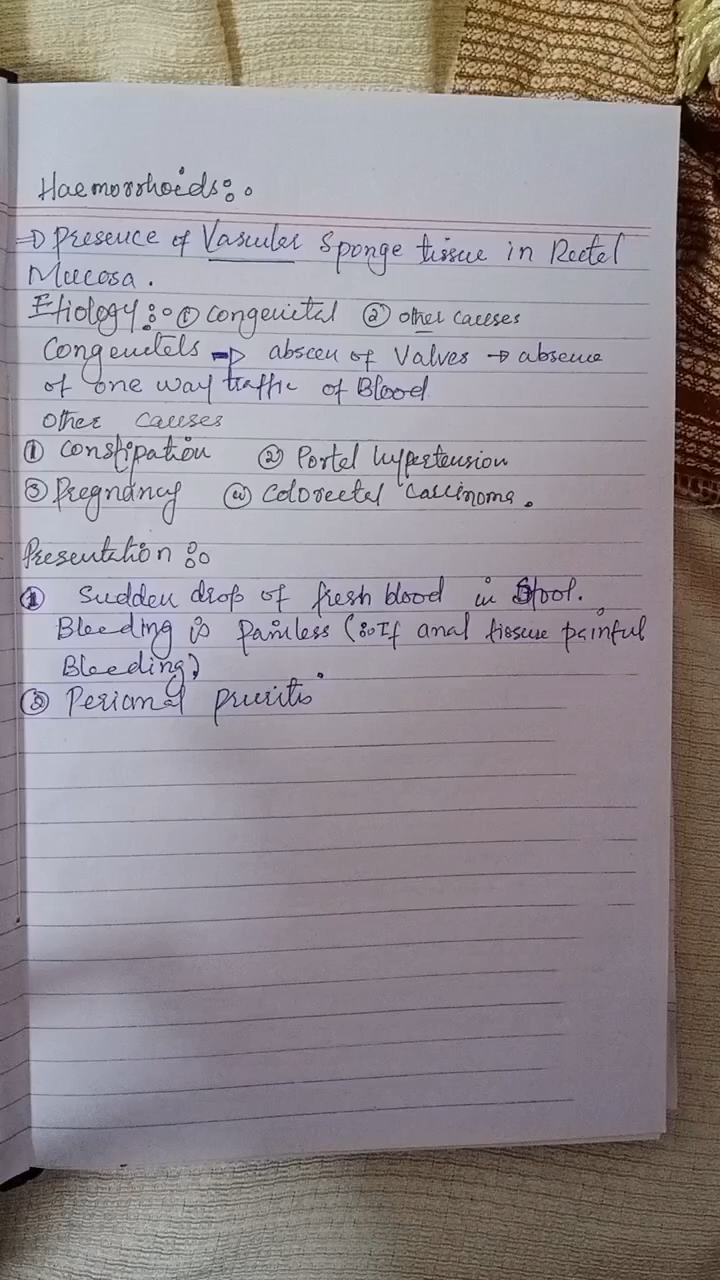 Haemorrhoids:-
⇒ Presence of Vascular Sponge tissue in Rectal
Mucosa.
Etiology:- ① Congenital ② other causes
Congenitals → absceu of Valves → absence
of one way traffic of Blood
other causes
① Constipation ② Portal hypertension
③ Pregnancy ④ Colorectal Carcinoma.
Presentation:-
① Sudden drop of fresh blood in Stool.
Bleeding is painless (:- If anal tissue painful
Bleeding)
② Perianal pruritis